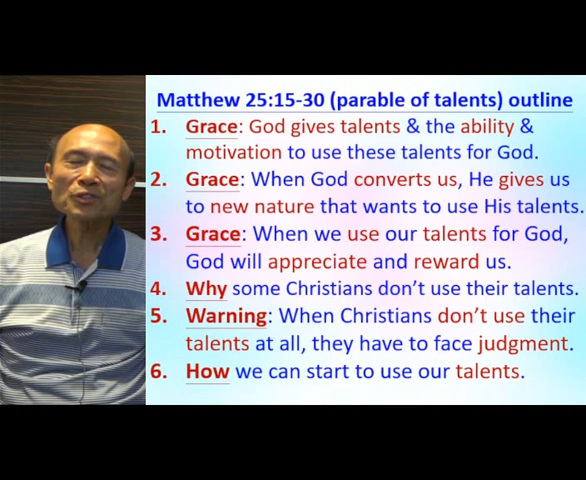 Matthew 25:15-30 (parable of talents) outline
1. Grace: God gives talents & the ability &
motivation to use these talents for God.
2. Grace: When God converts us, He gives us
to new nature that wants to use His talents.
3. Grace: When we use our talents for God,
God will appreciate and reward us.
4. Why some Christians don't use their talents.
5. Warning: When Christians don't use their
talents at all, they have to face judgment.
6. How we can start to use our talents.